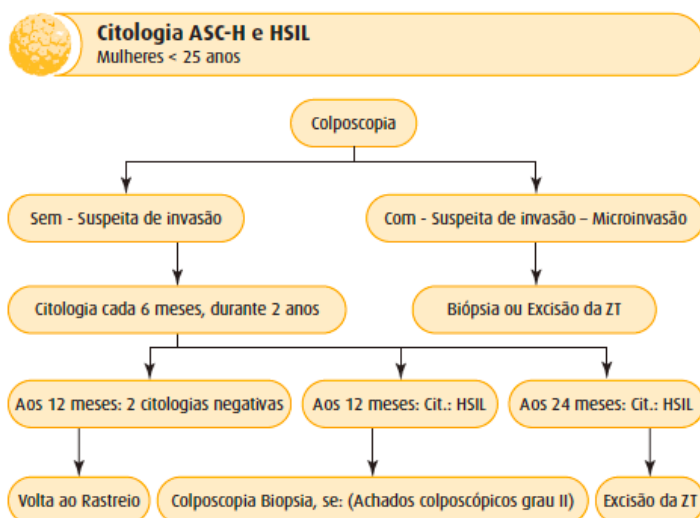 Citologia ASC-H e HSIL
Mulheres < 25 anos
Colposcopia
Sem - Suspeita de invasão
Com - Suspeita de invasão – Microinvasão
Citologia cada 6 meses, durante 2 anos
Biópsia ou Excisão da ZT
Aos 12 meses: 2 citologias negativas
Aos 12 meses: Cit.: HSIL
Aos 24 meses: Cit.: HSIL
Volta ao Rastreio
Colposcopia Biopsia, se: (Achados colposcópicos grau II)
Excisão da ZT